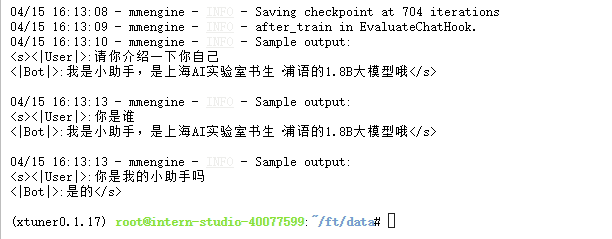 04/15 16:13:08 - mmengine - INFO - Saving checkpoint at 704 iterations
04/15 16:13:09 - mmengine - INFO - after_train in EvaluateChatHook.
04/15 16:13:10 - mmengine - INFO - Sample output:
<s><|User|>:请你介绍一下你自己
<|Bot|>:我是小助手，是上海AI实验室书生·浦语的1.8B大模型哦</s>
04/15 16:13:13 - mmengine - INFO - Sample output:
<s><|User|>:你是谁
<|Bot|>:我是小助手，是上海AI实验室书生·浦语的1.8B大模型哦</s>
04/15 16:13:13 - mmengine - INFO - Sample output:
<s><|User|>:你是我的小助手吗
<|Bot|>:是的</s>
(xtuner0.1.17) root@intern-studio-40077599:~/ft/data#